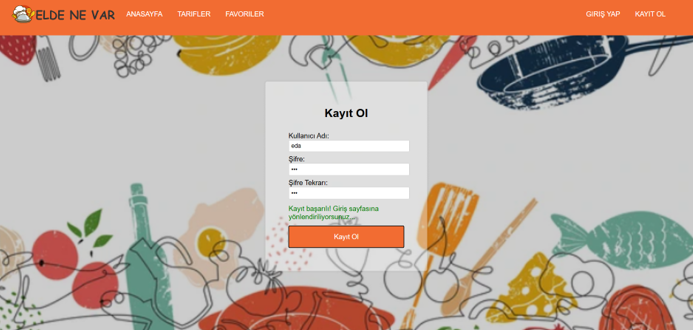 ELDE NE VAR
ANASAYFA TARİFLER FAVORİLER GİRİŞ YAP KAYIT OL
Kayıt Ol
Kullanıcı Adı:
eda
Şifre:
•••
Şifre Tekrarı:
•••
Kayıt başarılı! Giriş sayfasına
yönlendiriliyorsunuz...
Kayıt Ol